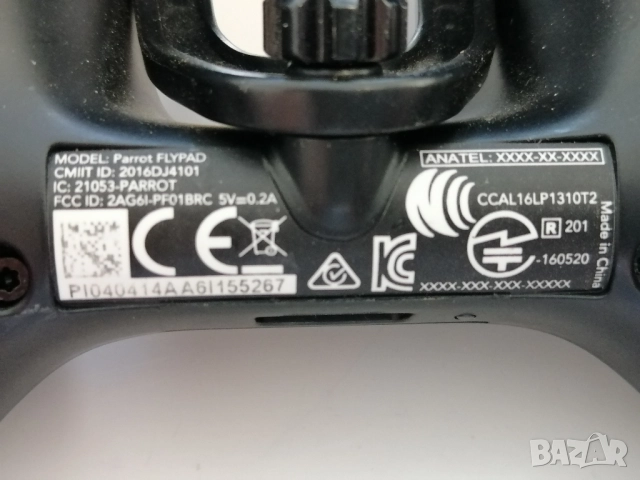 MODEL: Parrot FLYPAD
CMIIT ID: 2016DJ4101
IC: 21053-PARROT
FCC ID: 2AG6I-PF01BRC 5V=0.2A
CE
PI040414AA6I155267
ANATEL: XXXX-XX-XXXX
CCAL16LP1310T2
R 201
-160520
XXXX-XXX-XXX-XXXXX
Made in China
bazar.bg